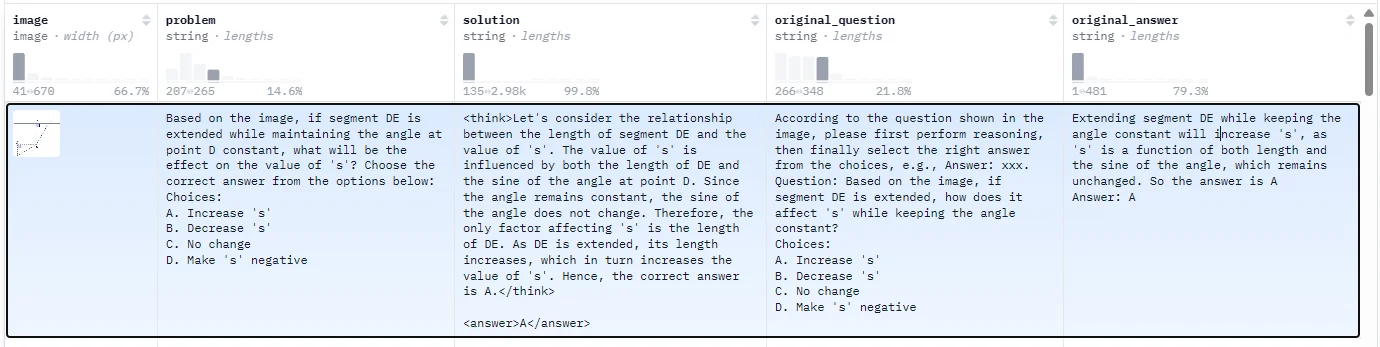 image
image · width (px)
41↔670
66.7%
problem
string · lengths
207↔265
14.6%
solution
string · lengths
135↔2.98k
99.8%
original_question
string · lengths
266↔348
21.8%
original_answer
string · lengths
1↔481
79.3%
Based on the image, if segment DE is
extended while maintaining the angle at
point D constant, what will be the
effect on the value of 's'? Choose the
correct answer from the options below:
Choices:
A. Increase 's'
B. Decrease 's'
C. No change
D. Make 's' negative
<think>Let's consider the relationship
between the length of segment DE and the
value of 's'. The value of 's' is
influenced by both the length of DE and
the sine of the angle at point D. Since
the angle remains constant, the sine of
the angle does not change. Therefore, the
only factor affecting 's' is the length
of DE. As DE is extended, its length
increases, which in turn increases the
value of 's'. Hence, the correct answer
is A.</think>
<answer>A</answer>
According to the question shown in the
image, please first perform reasoning,
then finally select the right answer
from the choices, e.g., Answer: xxx.
Question: Based on the image, if
segment DE is extended, how does it
affect 's' while keeping the angle
constant?
Choices:
A. Increase 's'
B. Decrease 's'
C. No change
D. Make 's' negative
Extending segment DE while keeping the
angle constant will increase 's', as
's' is a function of both length and
the sine of the angle, which remains
unchanged. So the answer is A
Answer: A